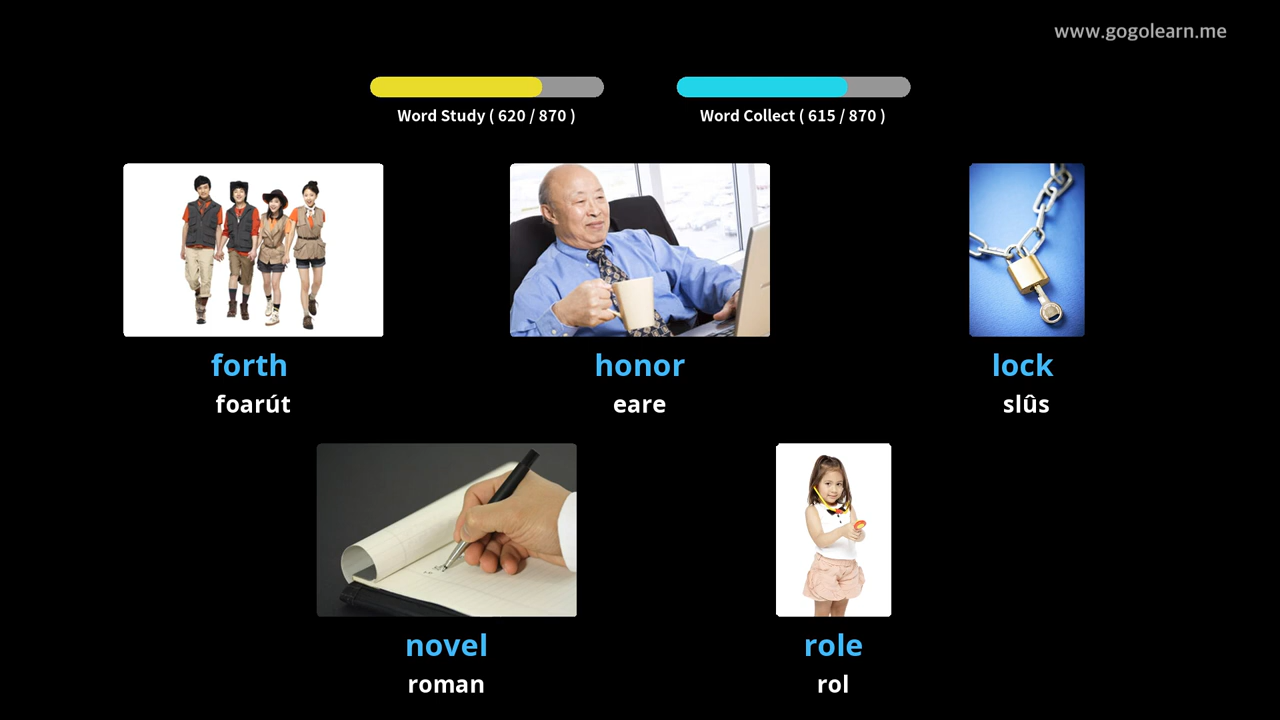 www.gogolearn.me
Word Study ( 620 / 870 )
Word Collect ( 615 / 870 )
forth
foarút
honor
eare
lock
slûs
novel
roman
role
rol